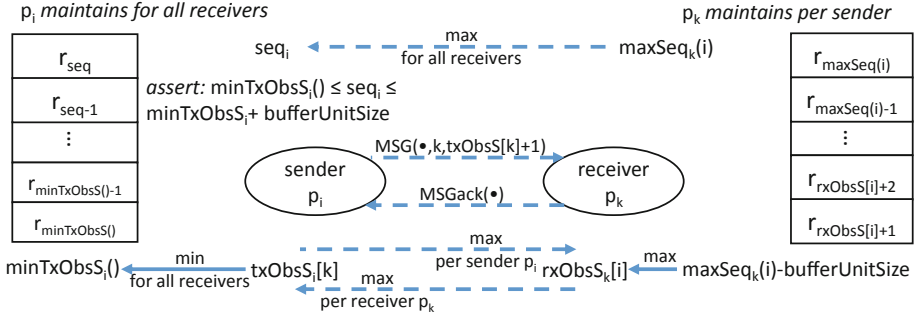 pi maintains for all receivers
pk maintains per sender
rseq
rseq-1
⋮
rminTxObsS()-1
rminTxObsS()
seqi
max
for all receivers
maxSeqk(i)
assert: minTxObsSi() ≤ seqi ≤
minTxObsSi+ bufferUnitSize
sender
pi
MSG(•,k,txObsS[k]+1)
MSGack(•)
receiver
pk
rmaxSeq(i)
rmaxSeq(i)-1
⋮
rrxObsS[i]+2
rrxObsS[i]+1
minTxObsSi()
min
for all receivers
txObsSi[k]
max
per sender pi
max
per receiver pk
rxObsSk[i]
max
maxSeqk(i)-bufferUnitSize